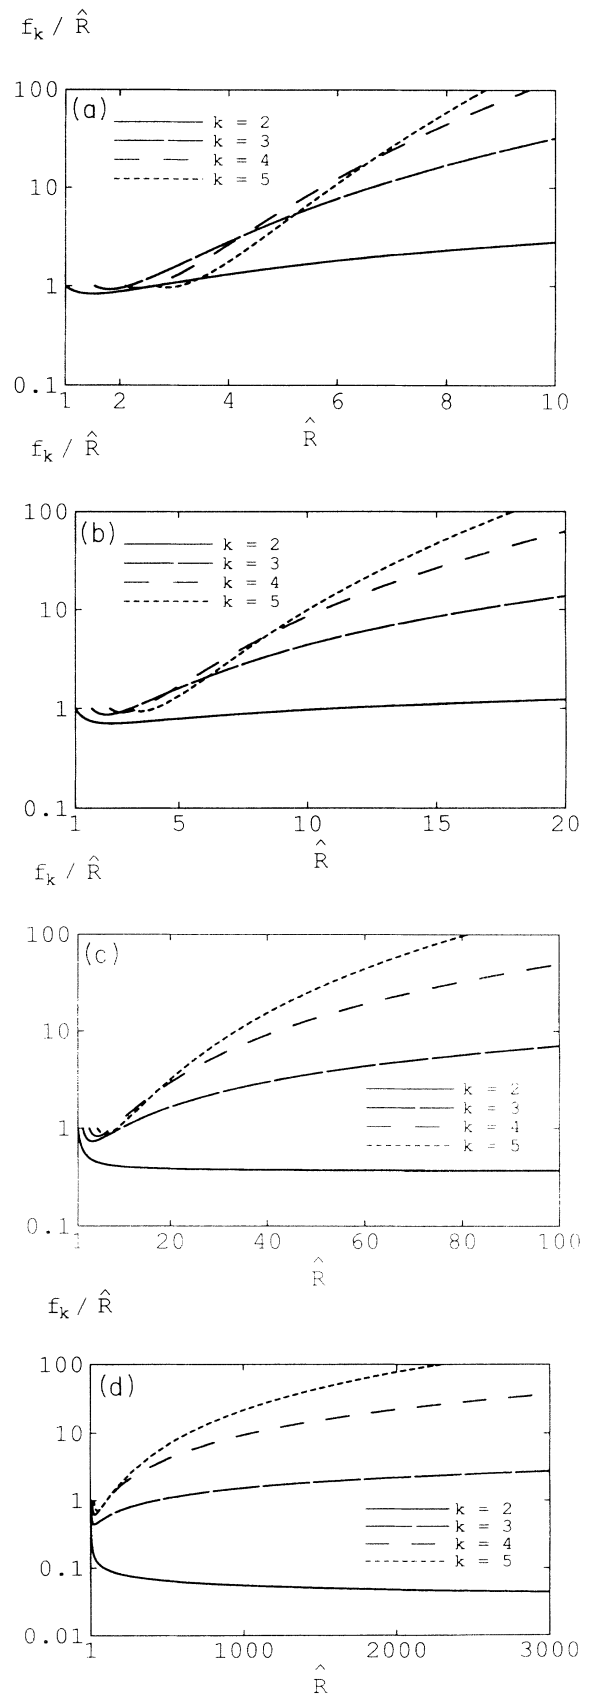 f_k / R̂
100
(a)
k = 2
k = 3
k = 4
k = 5
10
1
0.1
1 2 4 6 8 10
R̂
f_k / R̂
100
(b)
k = 2
k = 3
k = 4
k = 5
10
1
0.1
1 5 10 15 20
R̂
f_k / R̂
100
(c)
10
k = 2
k = 3
k = 4
k = 5
1
0.1
1 20 40 60 80 100
R̂
f_k / R̂
100
(d)
10
1
k = 2
k = 3
k = 4
k = 5
0.1
0.01
1 1000 2000 3000
R̂